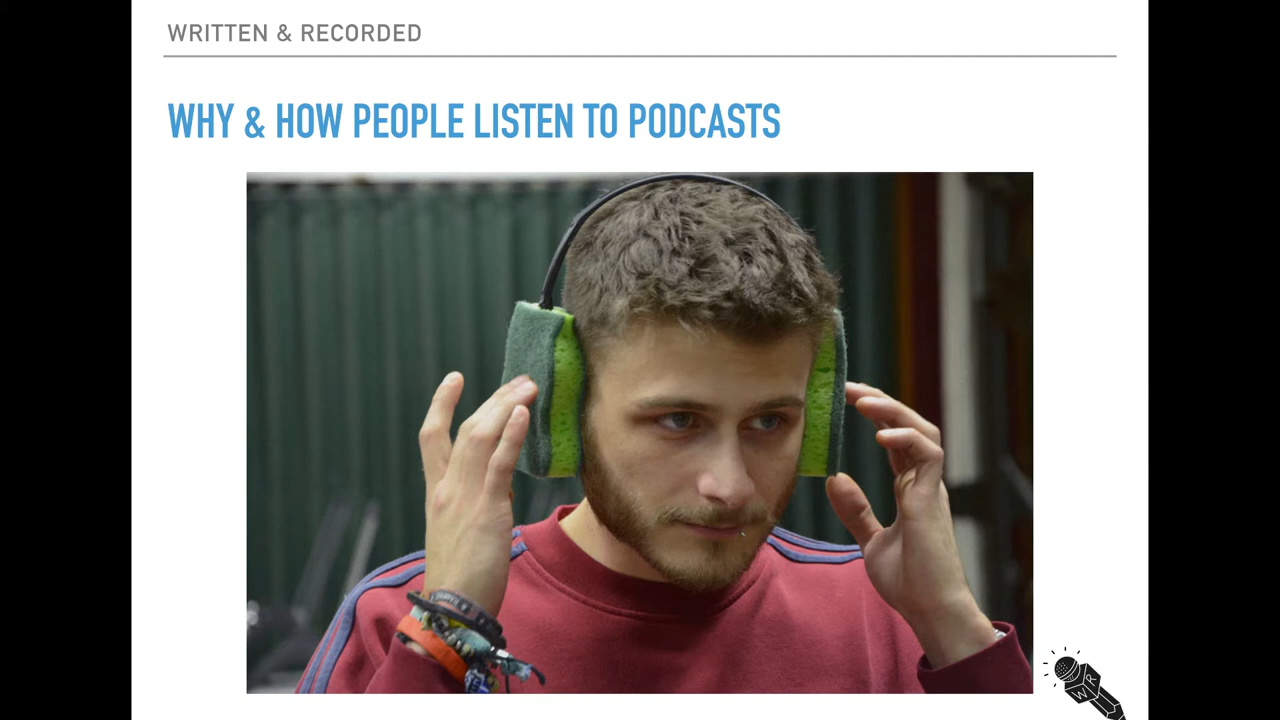 WRITTEN & RECORDED
WHY & HOW PEOPLE LISTEN TO PODCASTS
W
R